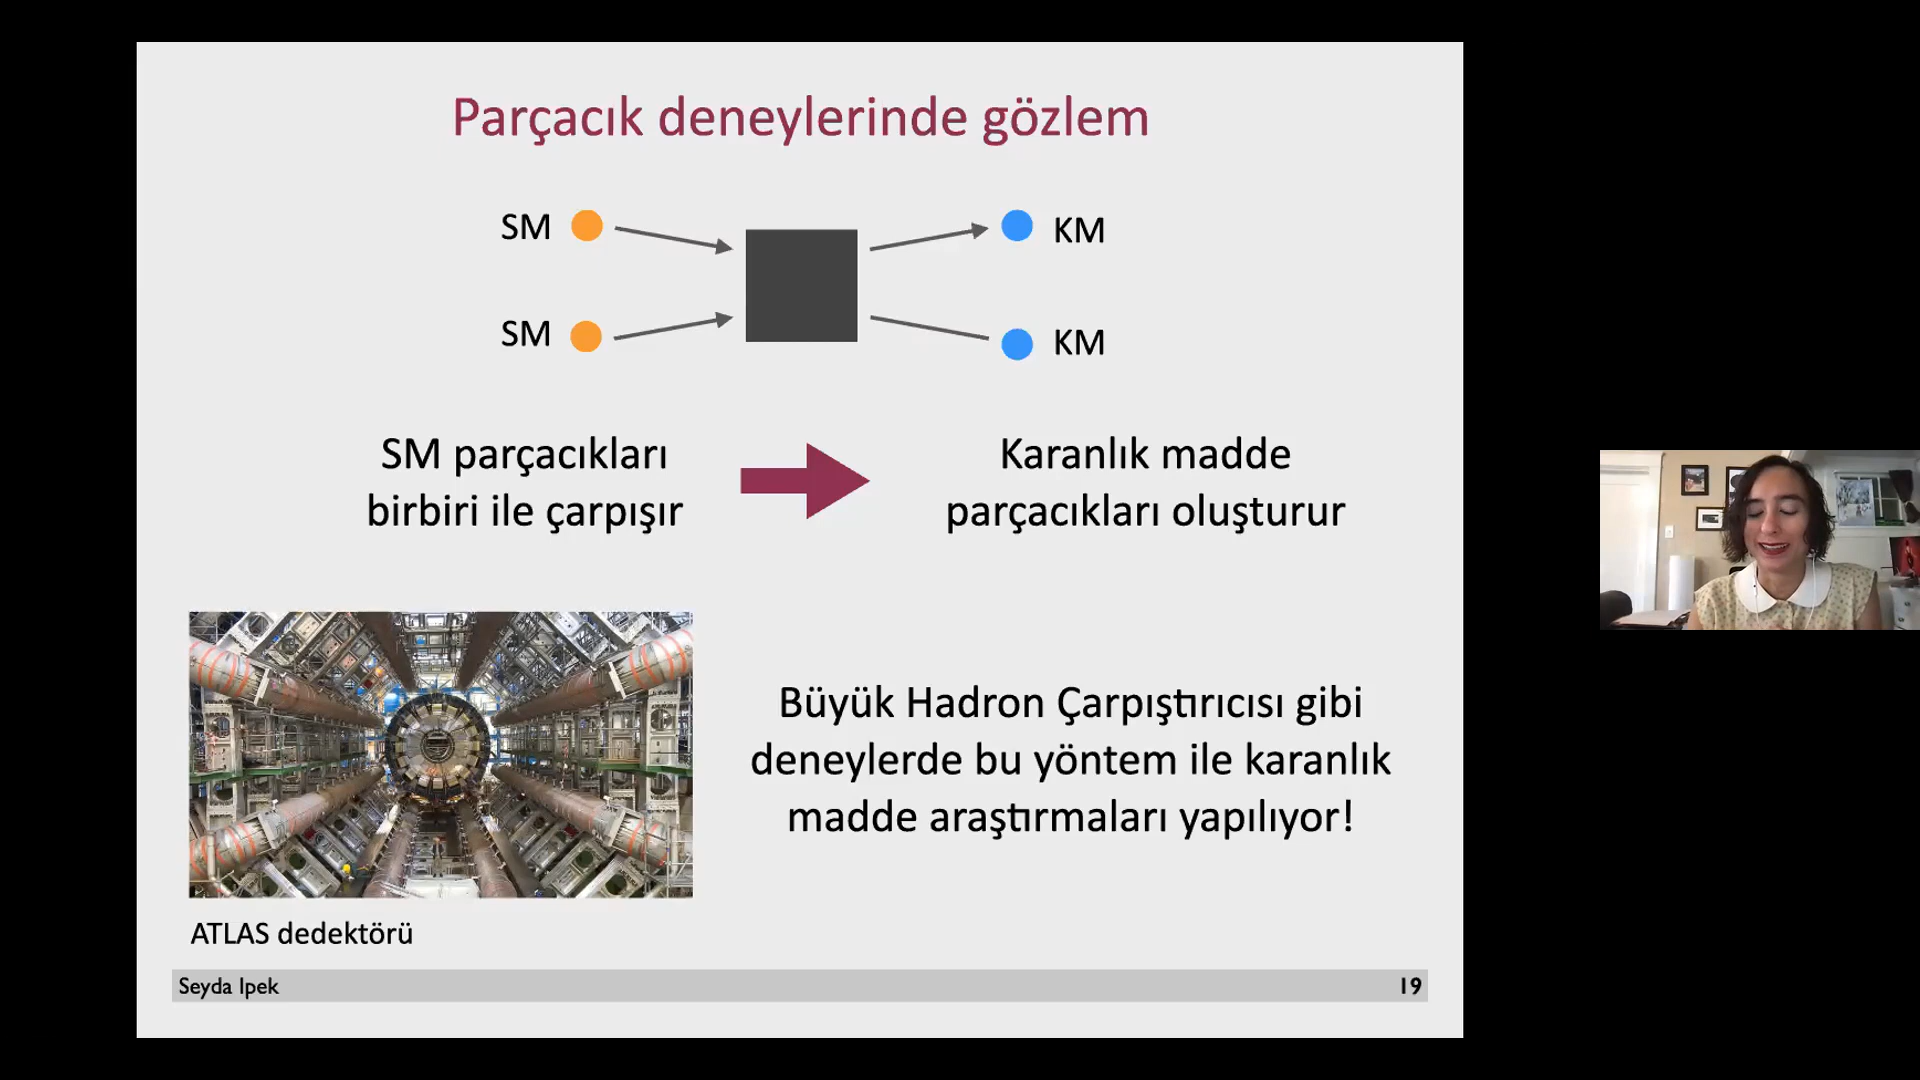 Parçacık deneylerinde gözlem
SM
KM
SM
KM
SM parçacıkları
birbiri ile çarpışır
Karanlık madde
parçacıkları oluşturur
Büyük Hadron Çarpıştırıcısı gibi
deneylerde bu yöntem ile karanlık
madde araştırmaları yapılıyor!
ATLAS dedektörü
Seyda Ipek
19